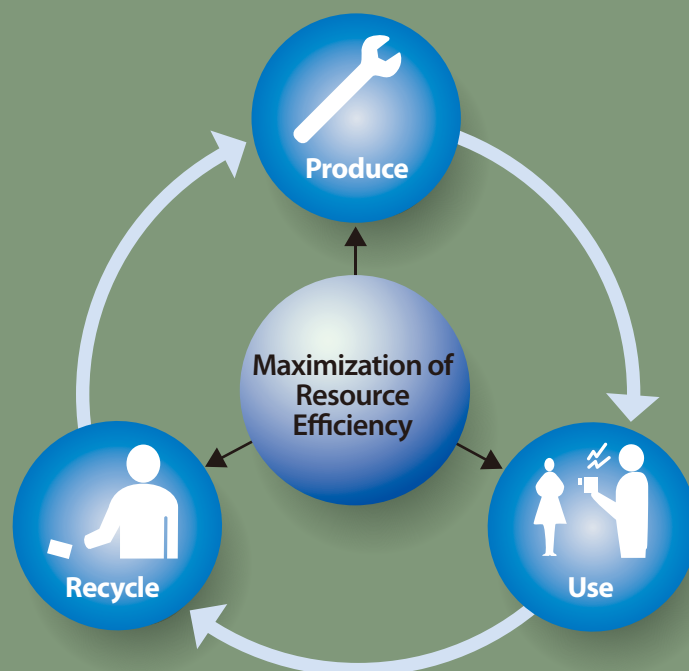 Produce
Maximization of
Resource
Efficiency
Recycle
Use